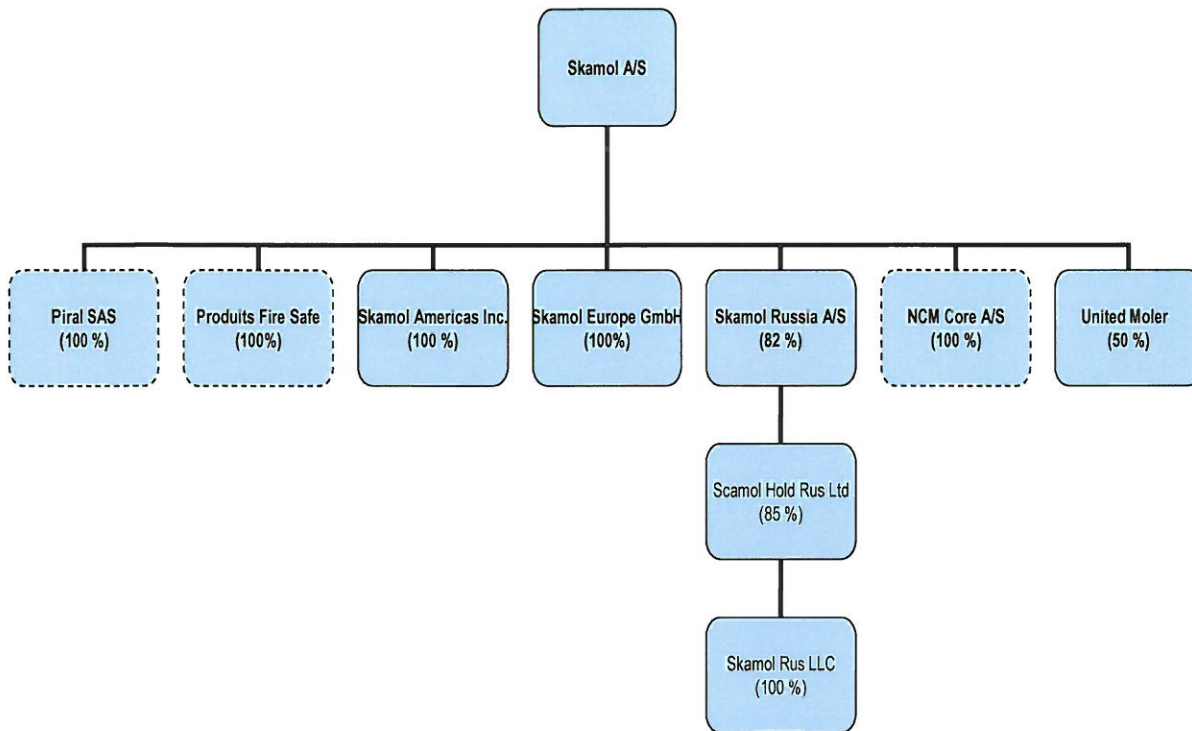 Skamol A/S
Piral SAS
(100 %)
Produits Fire Safe
(100%)
Skamol Americas Inc.
(100 %)
Skamol Europe GmbH
(100%)
Skamol Russia A/S
(82 %)
NCM Core A/S
(100 %)
United Moler
(50 %)
Scamol Hold Rus Ltd
(85 %)
Skamol Rus LLC
(100 %)